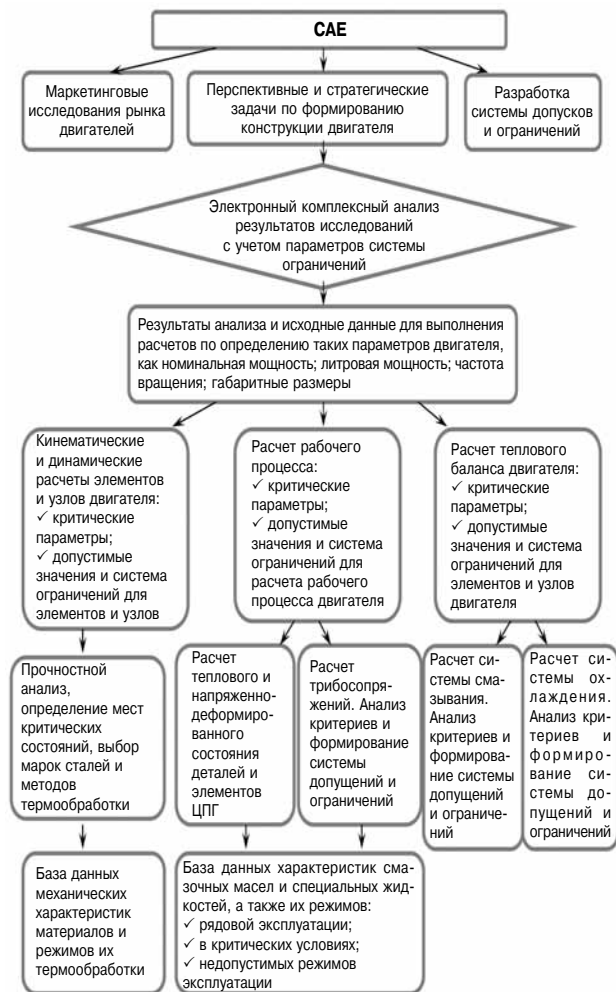 CAE
Маркетинговые
исследования рынка
двигателей
Перспективные и стратегические
задачи по формированию
конструкции двигателя
Разработка
системы допусков
и ограничений
Электронный комплексный анализ
результатов исследований
с учетом параметров системы
ограничений
Результаты анализа и исходные данные для выполнения
расчетов по определению таких параметров двигателя,
как номинальная мощность; литровая мощность; частота
вращения; габаритные размеры
Кинематические
и динамические
расчеты элементов
и узлов двигателя:
✓ критические
параметры;
✓ допустимые
значения и система
ограничений для
элементов и узлов
Расчет рабочего
процесса:
✓ критические
параметры;
✓ допустимые
значения и система
ограничений для
расчета рабочего
процесса двигателя
Расчет теплового
баланса двигателя:
✓ критические
параметры;
✓ допустимые
значения и система
ограничений для
элементов и узлов
двигателя
Прочностной
анализ,
определение мест
критических
состояний, выбор
марок сталей и
методов
термообработки
Расчет
теплового и
напряженно-
деформиро-
ванного
состояния
деталей и
элементов
ЦПГ
Расчет
трибосопря-
жений. Анализ
критериев и
формирование
системы
допущений и
ограничений
Расчет си-
стемы сма-
зывания.
Анализ
критериев и
формирова-
ние системы
допущений
и ограниче-
ний
Расчет си-
стемы ох-
лаждения.
Анализ кри-
териев и
формиро-
вание си-
стемы до-
пущений и
ограничений
База данных
механических
характеристик
материалов и
режимов их
термообработки
База данных характеристик сма-
зочных масел и специальных жид-
костей, а также их режимов:
✓ рядовой эксплуатации;
✓ в критических условиях;
✓ недопустимых режимов
эксплуатации